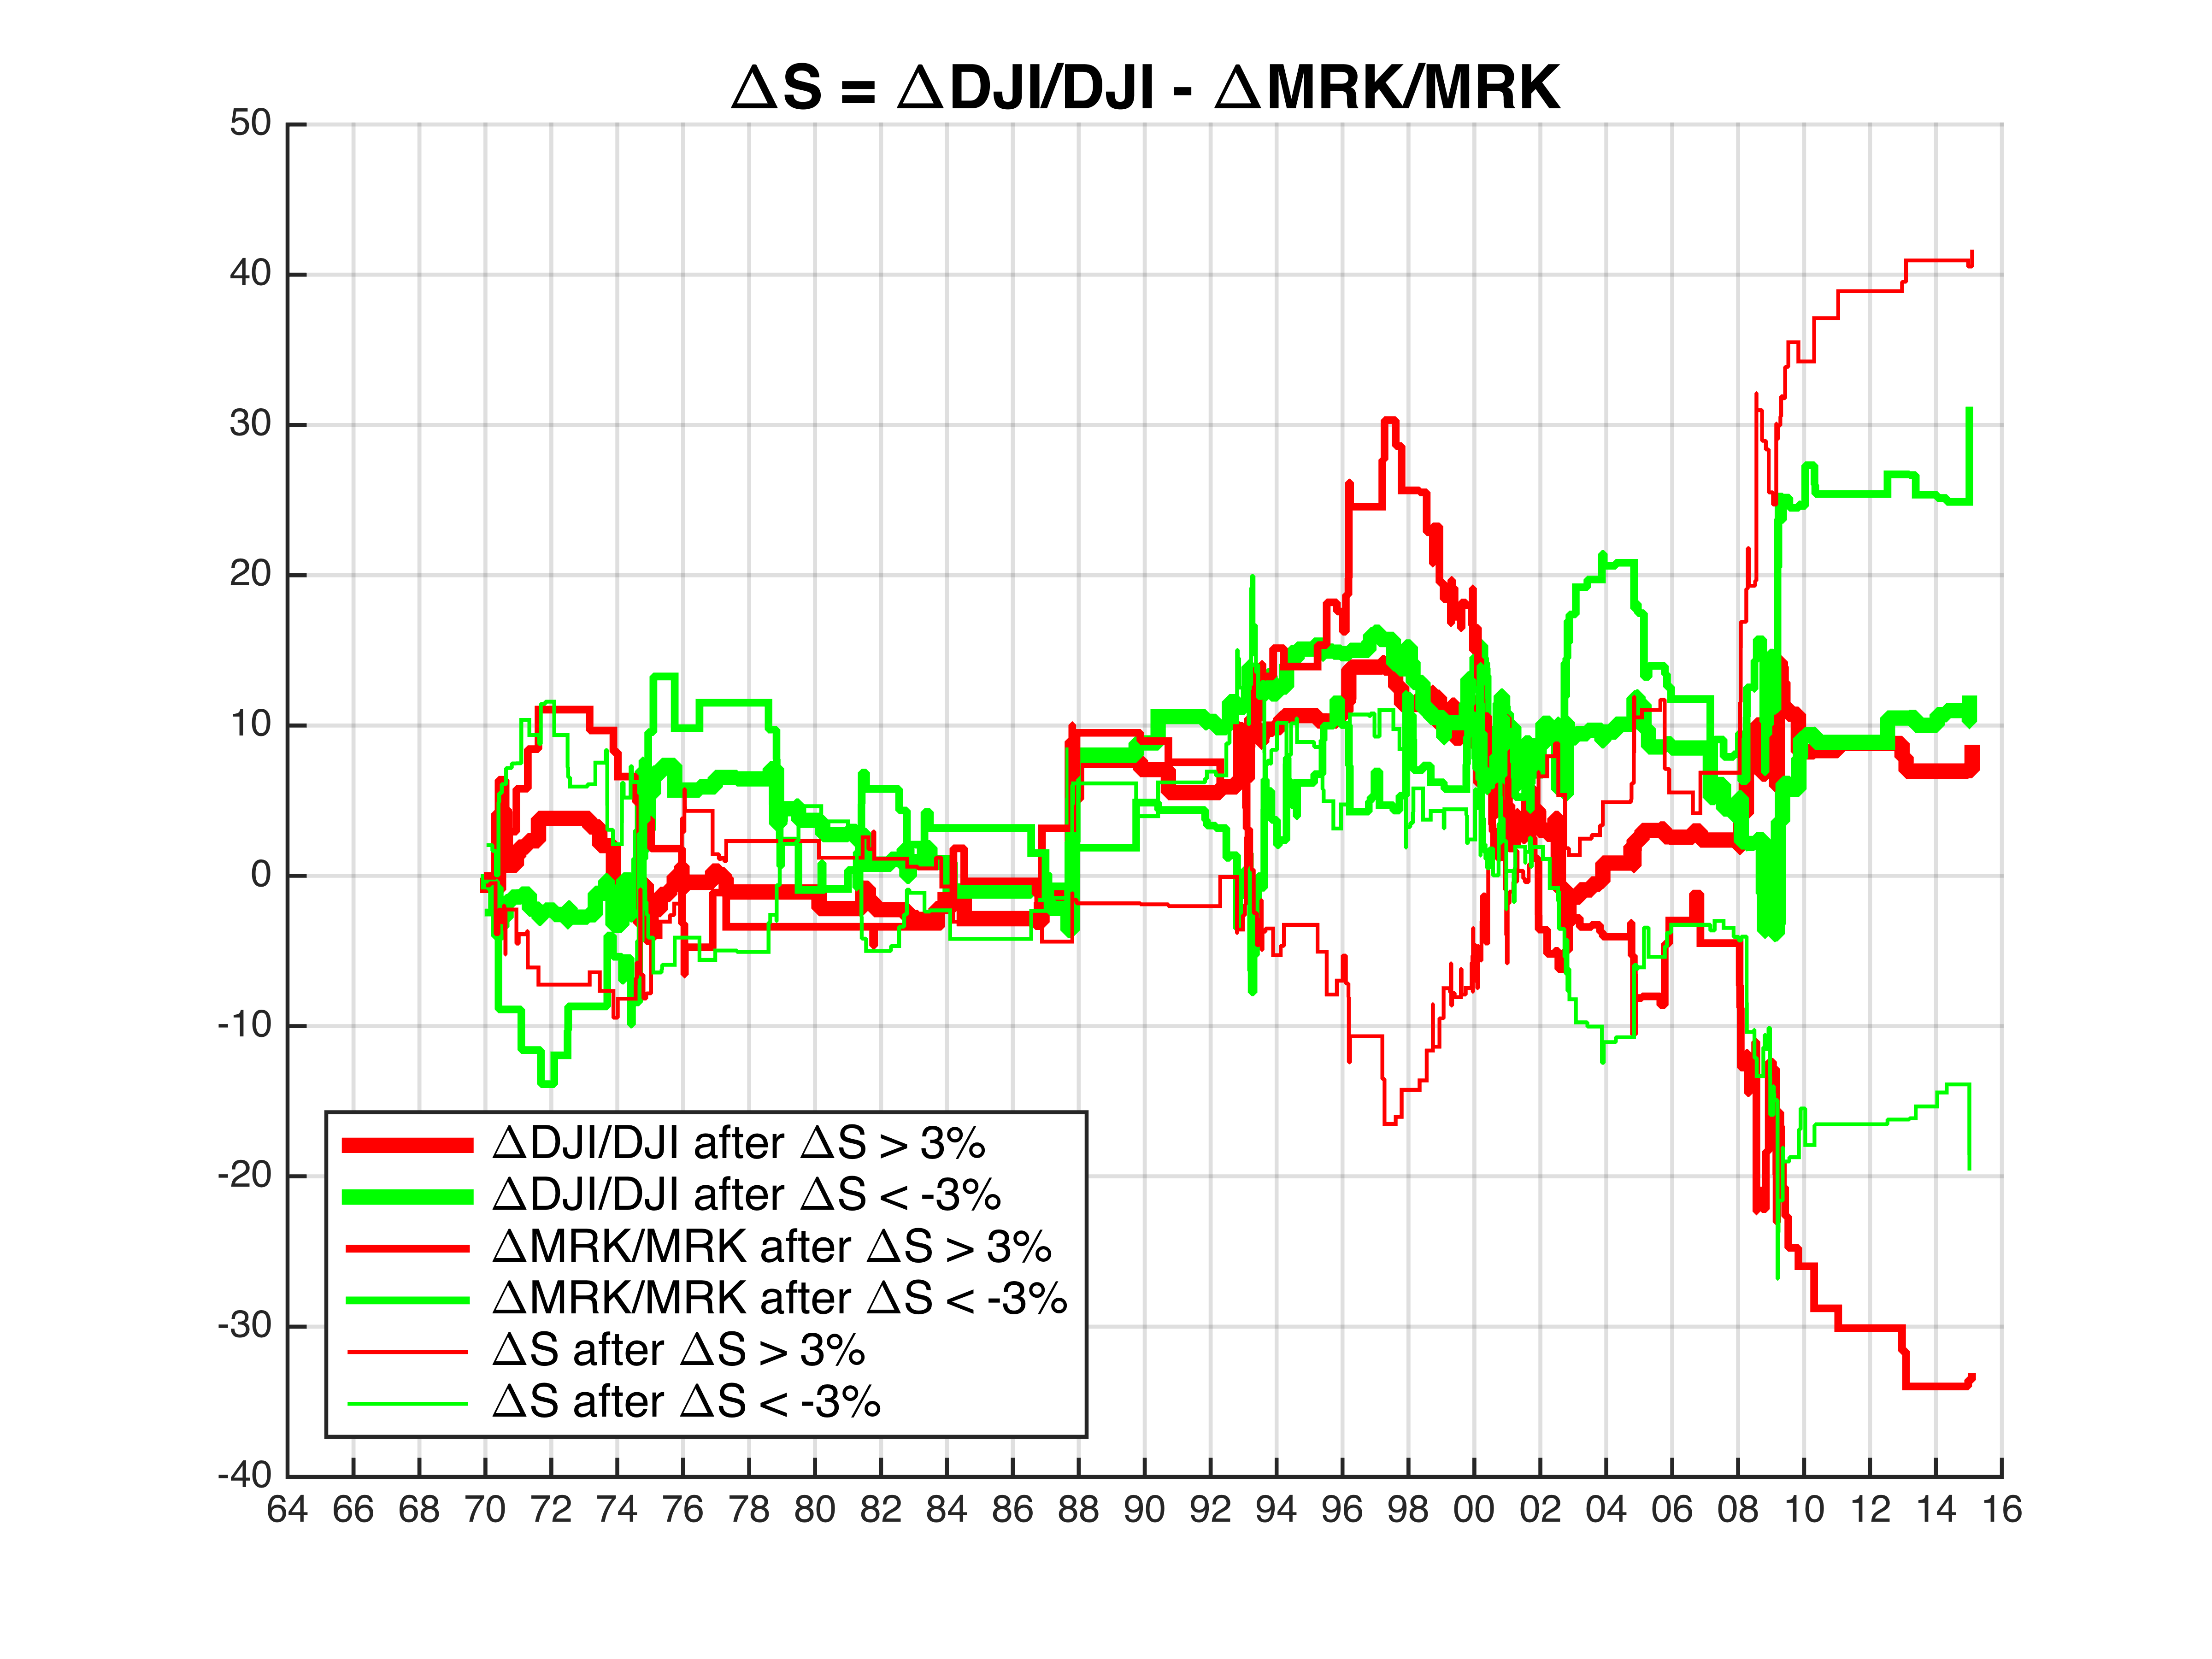 ΔS = ΔDJI/DJI - ΔMRK/MRK
50
40
30
20
10
0
-10
-20
-30
-40
ΔDJI/DJI after ΔS > 3%
ΔDJI/DJI after ΔS < -3%
ΔMRK/MRK after ΔS > 3%
ΔMRK/MRK after ΔS < -3%
ΔS after ΔS > 3%
ΔS after ΔS < -3%
64 66 68 70 72 74 76 78 80 82 84 86 88 90 92 94 96 98 00 02 04 06 08 10 12 14 16